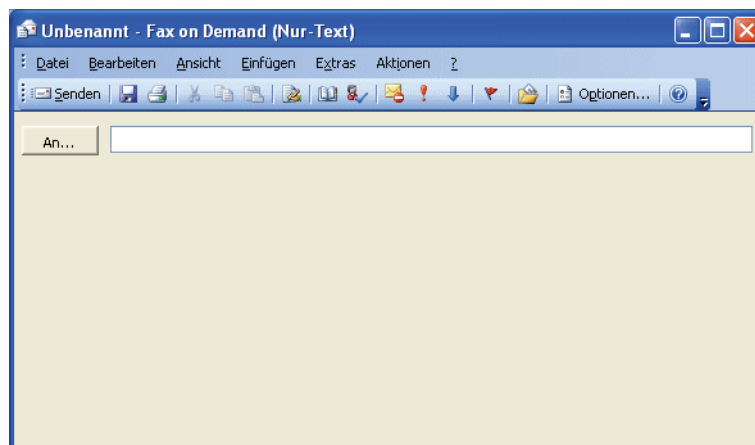 Unbenannt - Fax on Demand (Nur-Text)
Datei Bearbeiten Ansicht Einfügen Extras Aktionen ?
Senden Optionen...
An...